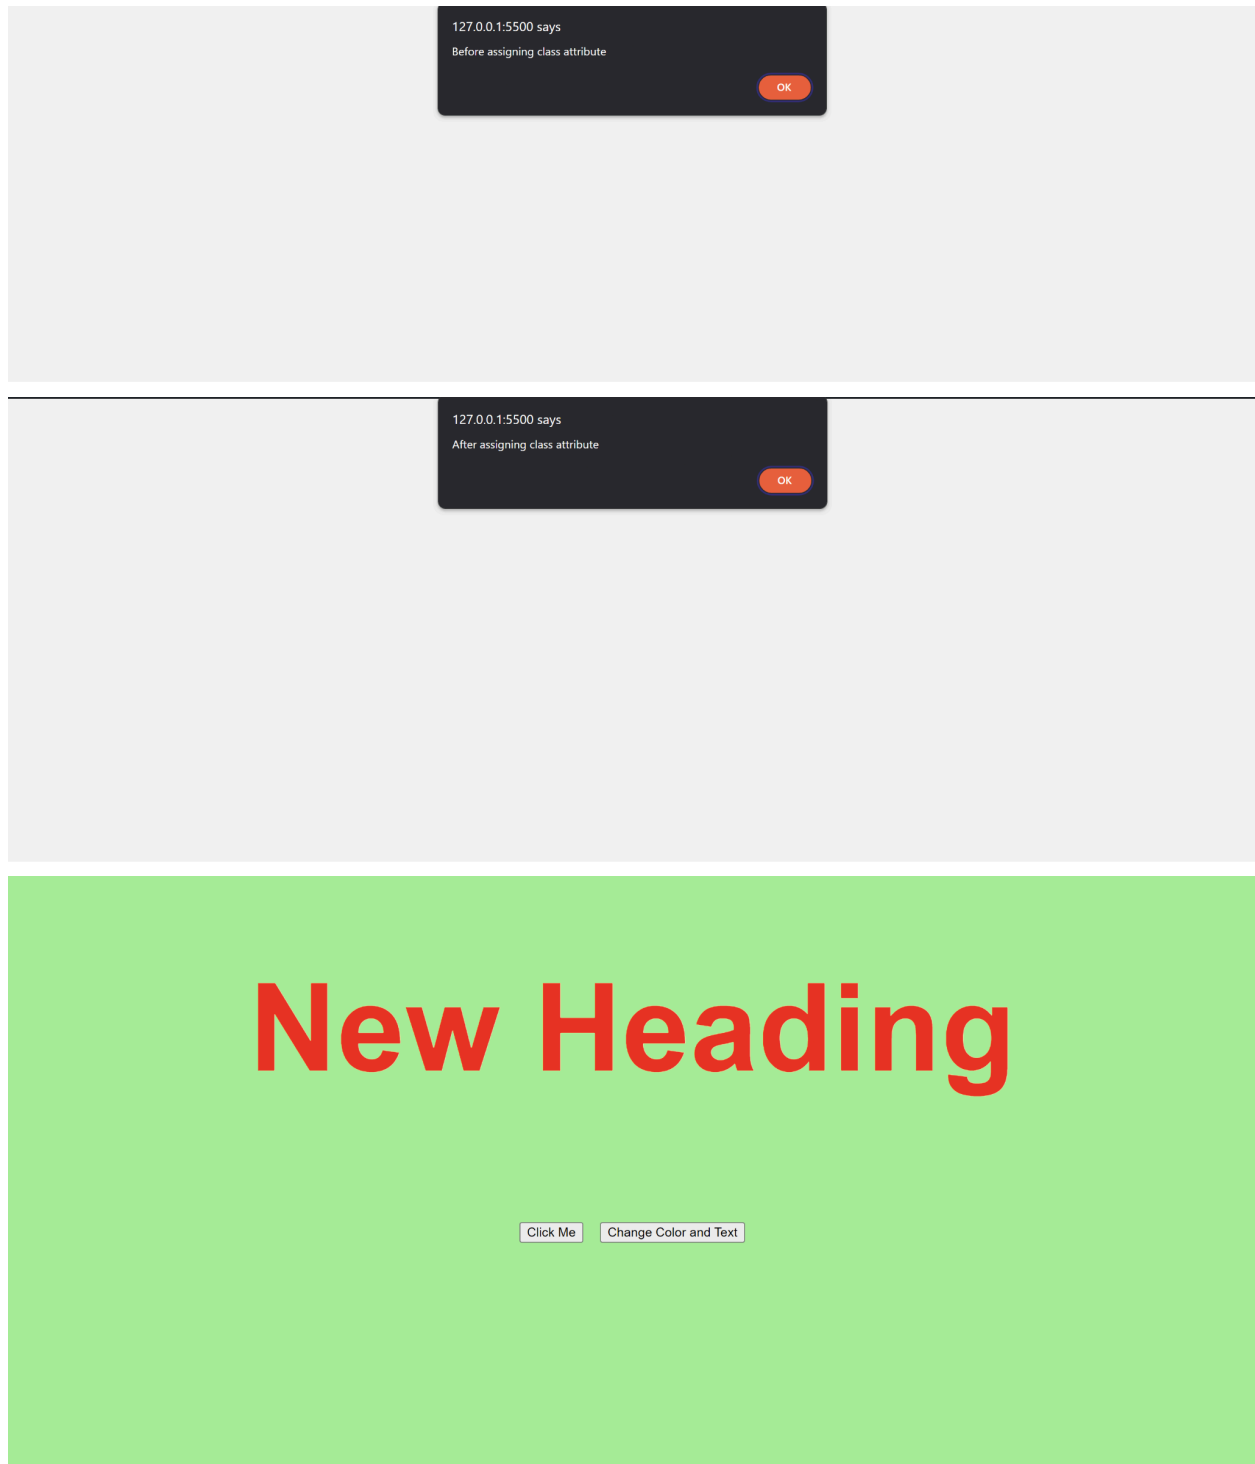 127.0.0.1:5500 says
Before assigning class attribute
OK
127.0.0.1:5500 says
After assigning class attribute
OK
New Heading
Click Me
Change Color and Text